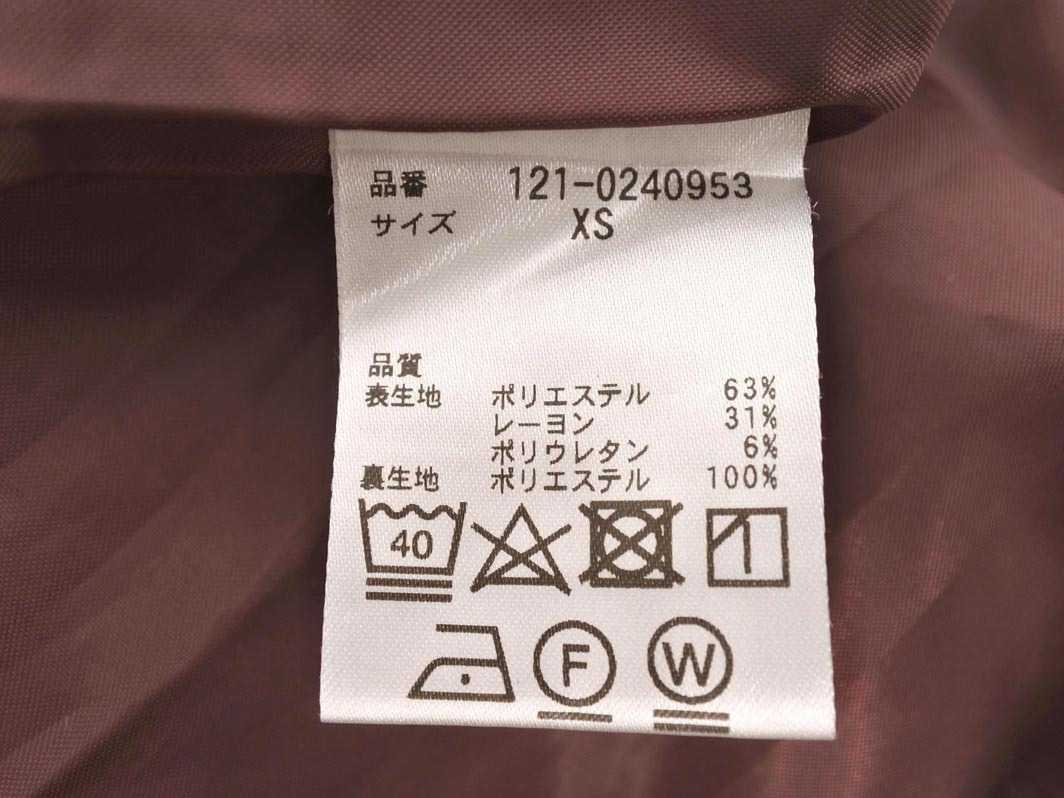 品番 121-0240953
サイズ XS
品質
表生地 ポリエステル 63%
レーヨン 31%
ポリウレタン 6%
裏生地 ポリエステル 100%
40
F W